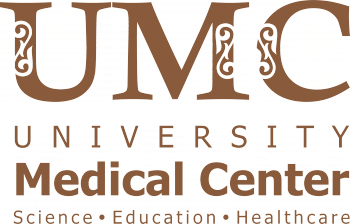 UMC
UNIVERSITY
Medical Center
Science • Education • Healthcare